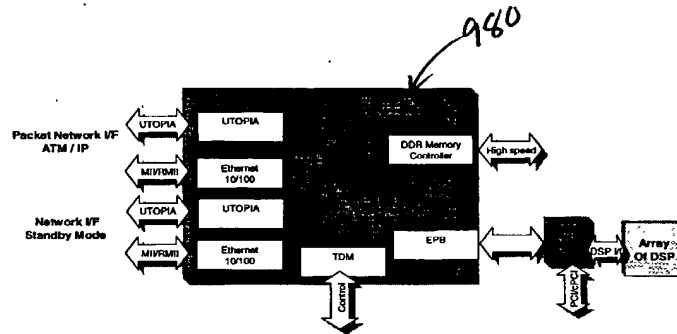 980
UTOPIA
UTOPIA
Packet Network I/F
ATM / IP
DDR Memory
Controller
High speed
MII/RMII
Ethernet
10/100
Network I/F
Standby Mode
UTOPIA
UTOPIA
MII/RMII
Ethernet
10/100
TDM
EPB
DSP I/
Array
Of DSP
Control
PCI/cPCI